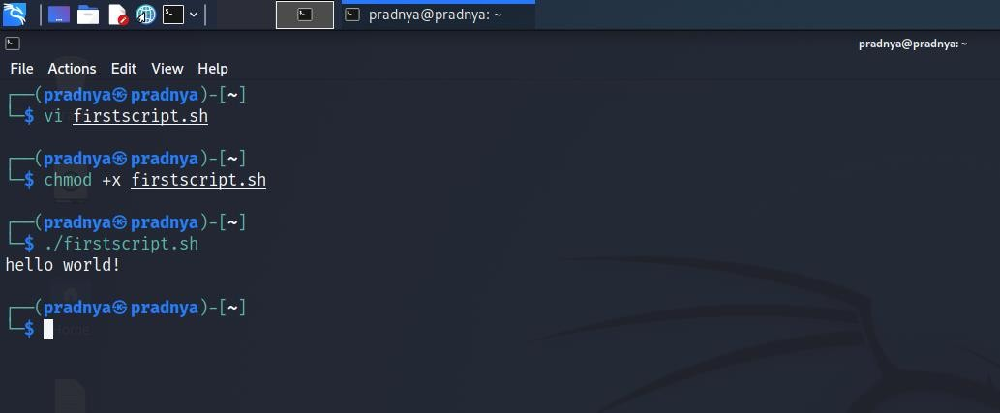 pradnya@pradnya: ~
pradnya@pradnya: ~
File Actions Edit View Help
┌──(pradnya㉿pradnya)-[~]
└─$ vi firstscript.sh
┌──(pradnya㉿pradnya)-[~]
└─$ chmod +x firstscript.sh
┌──(pradnya㉿pradnya)-[~]
└─$ ./firstscript.sh
hello world!
┌──(pradnya㉿pradnya)-[~]
└─$
Home